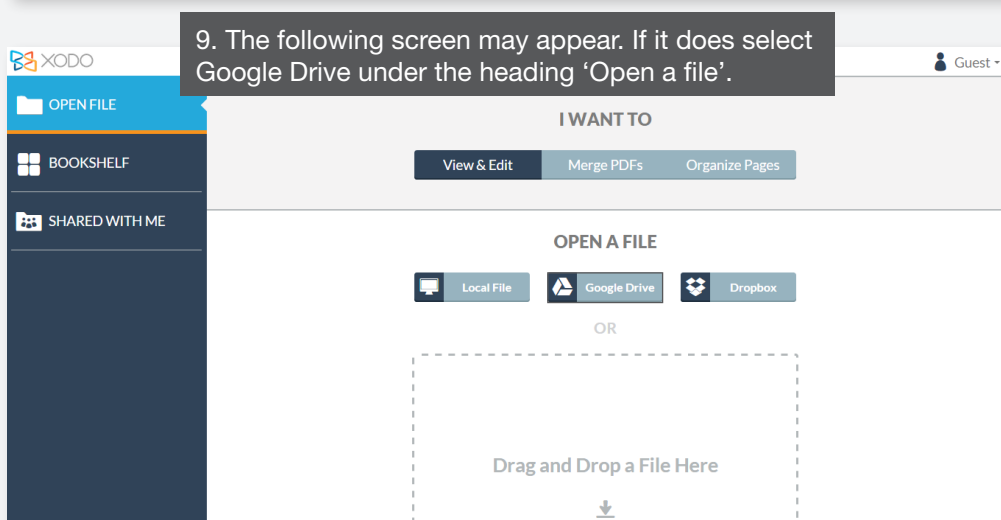 9. The following screen may appear. If it does select
Google Drive under the heading ‘Open a file’.
XODO
Guest
OPEN FILE
BOOKSHELF
SHARED WITH ME
I WANT TO
View & Edit Merge PDFs Organize Pages
OPEN A FILE
Local File Google Drive Dropbox
OR
Drag and Drop a File Here